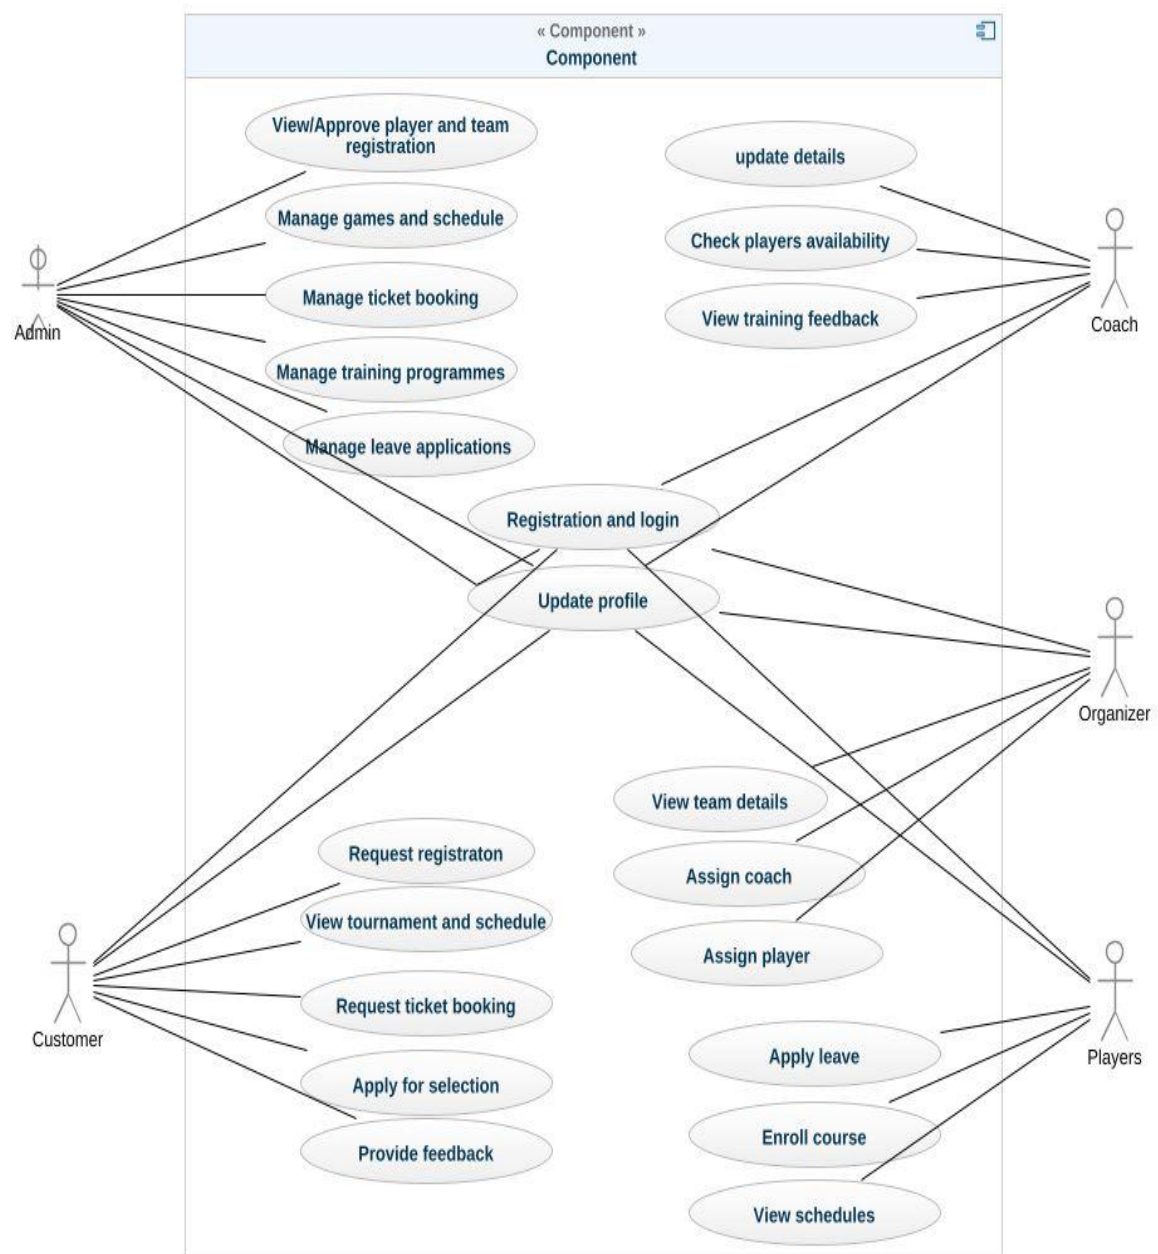 « Component »
Component
View/Approve player and team
registration
Manage games and schedule
Manage ticket booking
Manage training programmes
Manage leave applications
Admin
update details
Check players availability
View training feedback
Coach
Registration and login
Update profile
Organizer
View team details
Assign coach
Assign player
Request registraton
View tournament and schedule
Request ticket booking
Apply for selection
Provide feedback
Customer
Apply leave
Enroll course
View schedules
Players